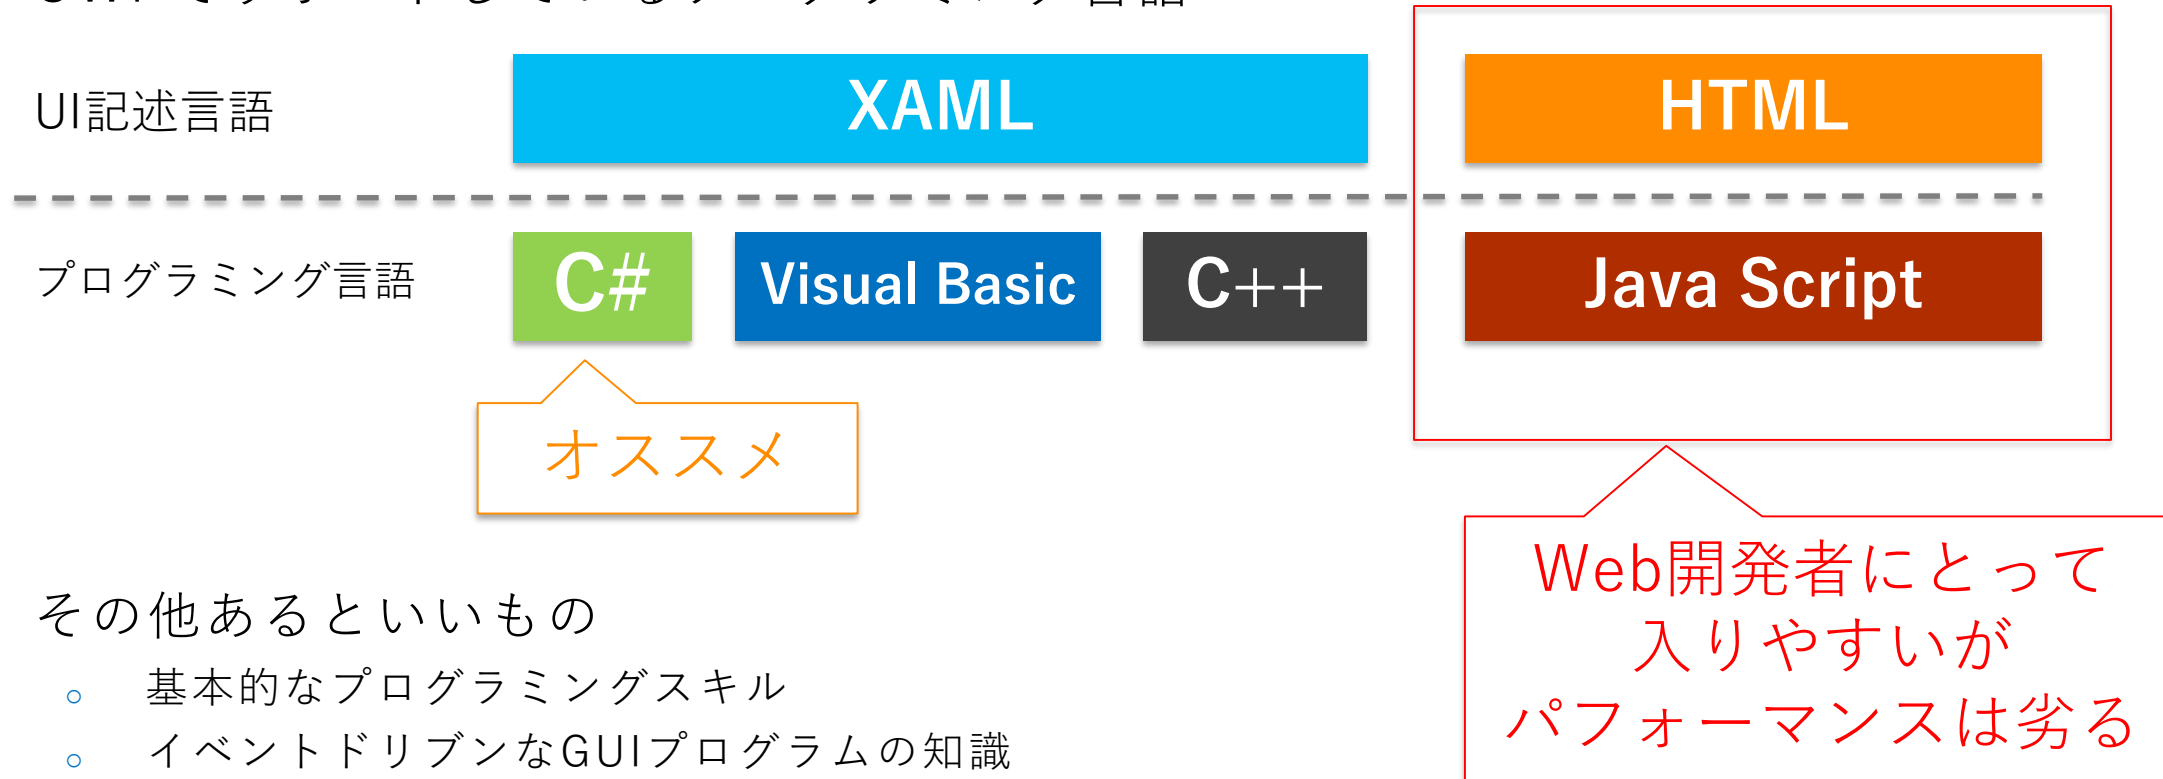 UI記述言語
XAML
HTML
プログラミング言語
C#
Visual Basic
C++
Java Script
オススメ
Web開発者にとって
入りやすいが
パフォーマンスは劣る
その他あるといいもの
。 基本的なプログラミングスキル
。 イベントドリブンなGUIプログラムの知識